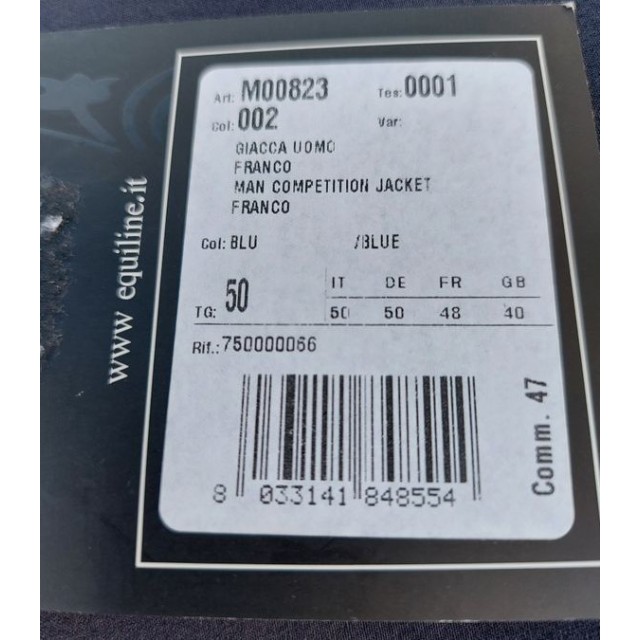 Art: M00823 Tes: 0001
Col: 002 Var:
GIACCA UOMO
FRANCO
MAN COMPETITION JACKET
FRANCO
Col: BLU /BLUE
TG: 50
IT DE FR GB
50 50 48 40
Rif.: 750000066
8 033141 848554
Comm. 47
www equiline.it